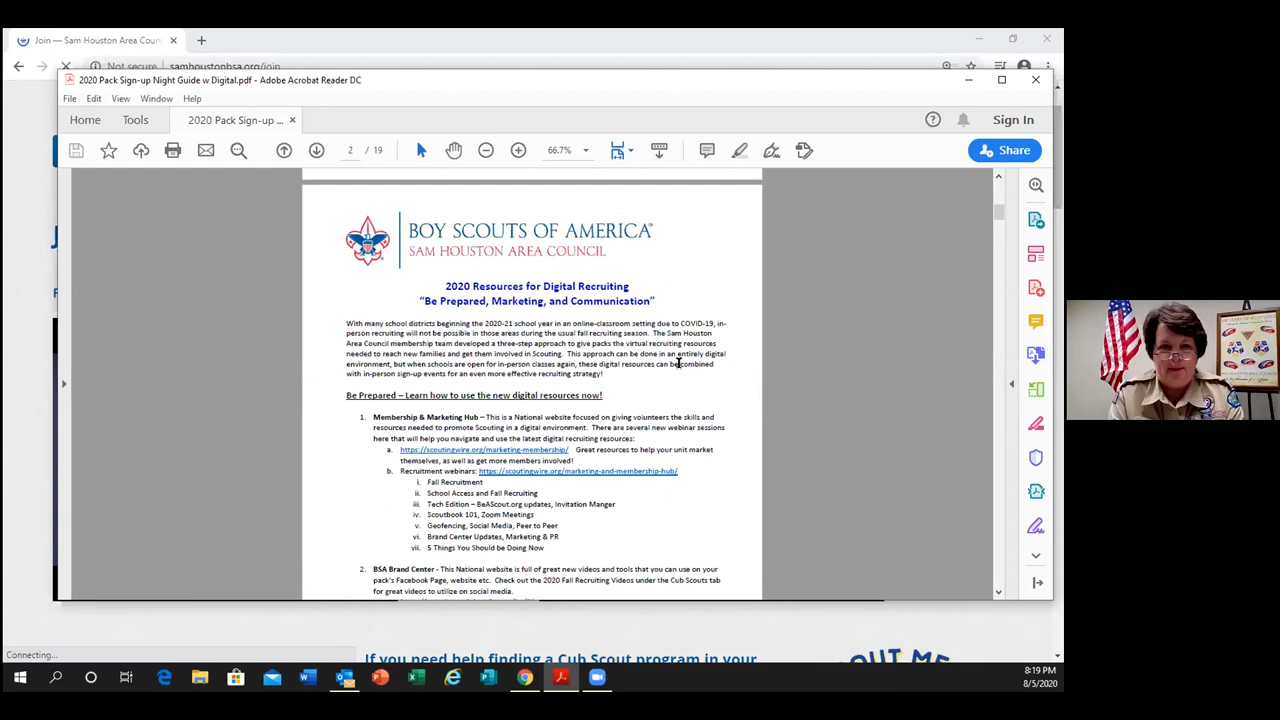 Join — Sam Houston Area Coun
Not secure samhoustonbsa.org/join
2020 Pack Sign-up Night Guide w Digital.pdf - Adobe Acrobat Reader DC
File Edit View Window Help
Home Tools 2020 Pack Sign-up ... Sign In
2 / 19 66.7% Share
BOY SCOUTS OF AMERICA®
SAM HOUSTON AREA COUNCIL
2020 Resources for Digital Recruiting
“Be Prepared, Marketing, and Communication”
With many school districts beginning the 2020-21 school year in an online-classroom setting due to COVID-19, in-
person recruiting will not be possible in those areas during the usual fall recruiting season. The Sam Houston
Area Council membership team developed a three-step approach to give packs the virtual recruiting resources
needed to reach new families and get them involved in Scouting. This approach can be done in an entirely digital
environment, but when schools are open for in-person classes again, these digital resources can be combined
with in-person sign-up events for an even more effective recruiting strategy!
Be Prepared – Learn how to use the new digital resources now!
1. Membership & Marketing Hub – This is a National website focused on giving volunteers the skills and
resources needed to promote Scouting in a digital environment. There are several new webinar sessions
here that will help you navigate and use the latest digital recruiting resources:
a. https://scoutingwire.org/marketing-membership/ Great resources to help your unit market
themselves, as well as get more members involved!
b. Recruitment webinars: https://scoutingwire.org/marketing-and-membership-hub/
i. Fall Recruitment
ii. School Access and Fall Recruiting
iii. Tech Edition – BeAScout.org updates, Invitation Manger
iv. Scoutbook 101, Zoom Meetings
v. Geofencing, Social Media, Peer to Peer
vi. Brand Center Updates, Marketing & PR
vii. 5 Things You Should be Doing Now
2. BSA Brand Center - This National website is full of great new videos and tools that you can use on your
pack's Facebook Page, website etc. Check out the 2020 Fall Recruiting Videos under the Cub Scouts tab
for great videos to utilize on social media.
Connecting...
If you need help finding a Cub Scout program in your
OUT ME
8:19 PM
8/5/2020